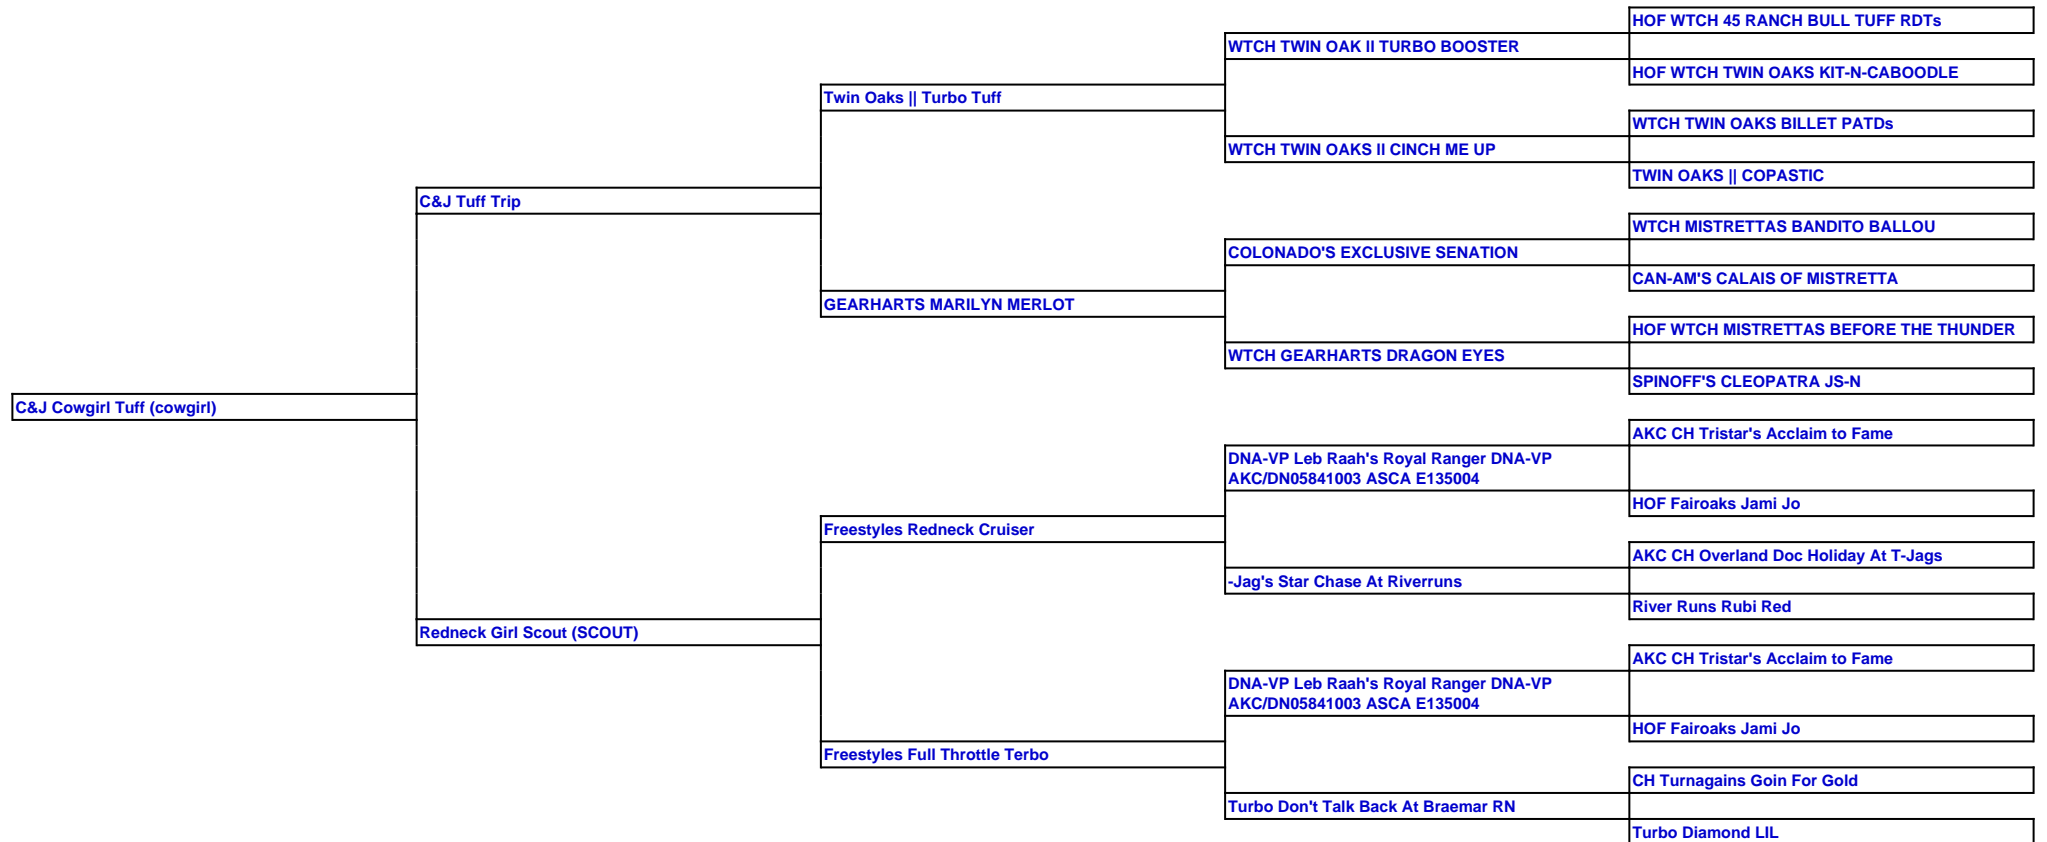 HOF WTCH 45 RANCH BULL TUFF RDTs
WTCH TWIN OAK II TURBO BOOSTER
HOF WTCH TWIN OAKS KIT-N-CABOODLE
Twin Oaks || Turbo Tuff
WTCH TWIN OAKS BILLET PATDs
WTCH TWIN OAKS II CINCH ME UP
TWIN OAKS || COPASTIC
C&J Tuff Trip
WTCH MISTRETTAS BANDITO BALLOU
COLONADO'S EXCLUSIVE SENATION
CAN-AM'S CALAIS OF MISTRETTA
GEARHARTS MARILYN MERLOT
HOF WTCH MISTRETTAS BEFORE THE THUNDER
WTCH GEARHARTS DRAGON EYES
SPINOFF'S CLEOPATRA JS-N
C&J Cowgirl Tuff (cowgirl)
AKC CH Tristar's Acclaim to Fame
DNA-VP Leb Raah's Royal Ranger DNA-VP
AKC/DN05841003 ASCA E135004
HOF Fairoaks Jami Jo
Freestyles Redneck Cruiser
AKC CH Overland Doc Holiday At T-Jags
-Jag's Star Chase At Riverruns
River Runs Rubi Red
Redneck Girl Scout (SCOUT)
AKC CH Tristar's Acclaim to Fame
DNA-VP Leb Raah's Royal Ranger DNA-VP
AKC/DN05841003 ASCA E135004
HOF Fairoaks Jami Jo
Freestyles Full Throttle Terbo
CH Turnagains Goin For Gold
Turbo Don't Talk Back At Braemar RN
Turbo Diamond LIL